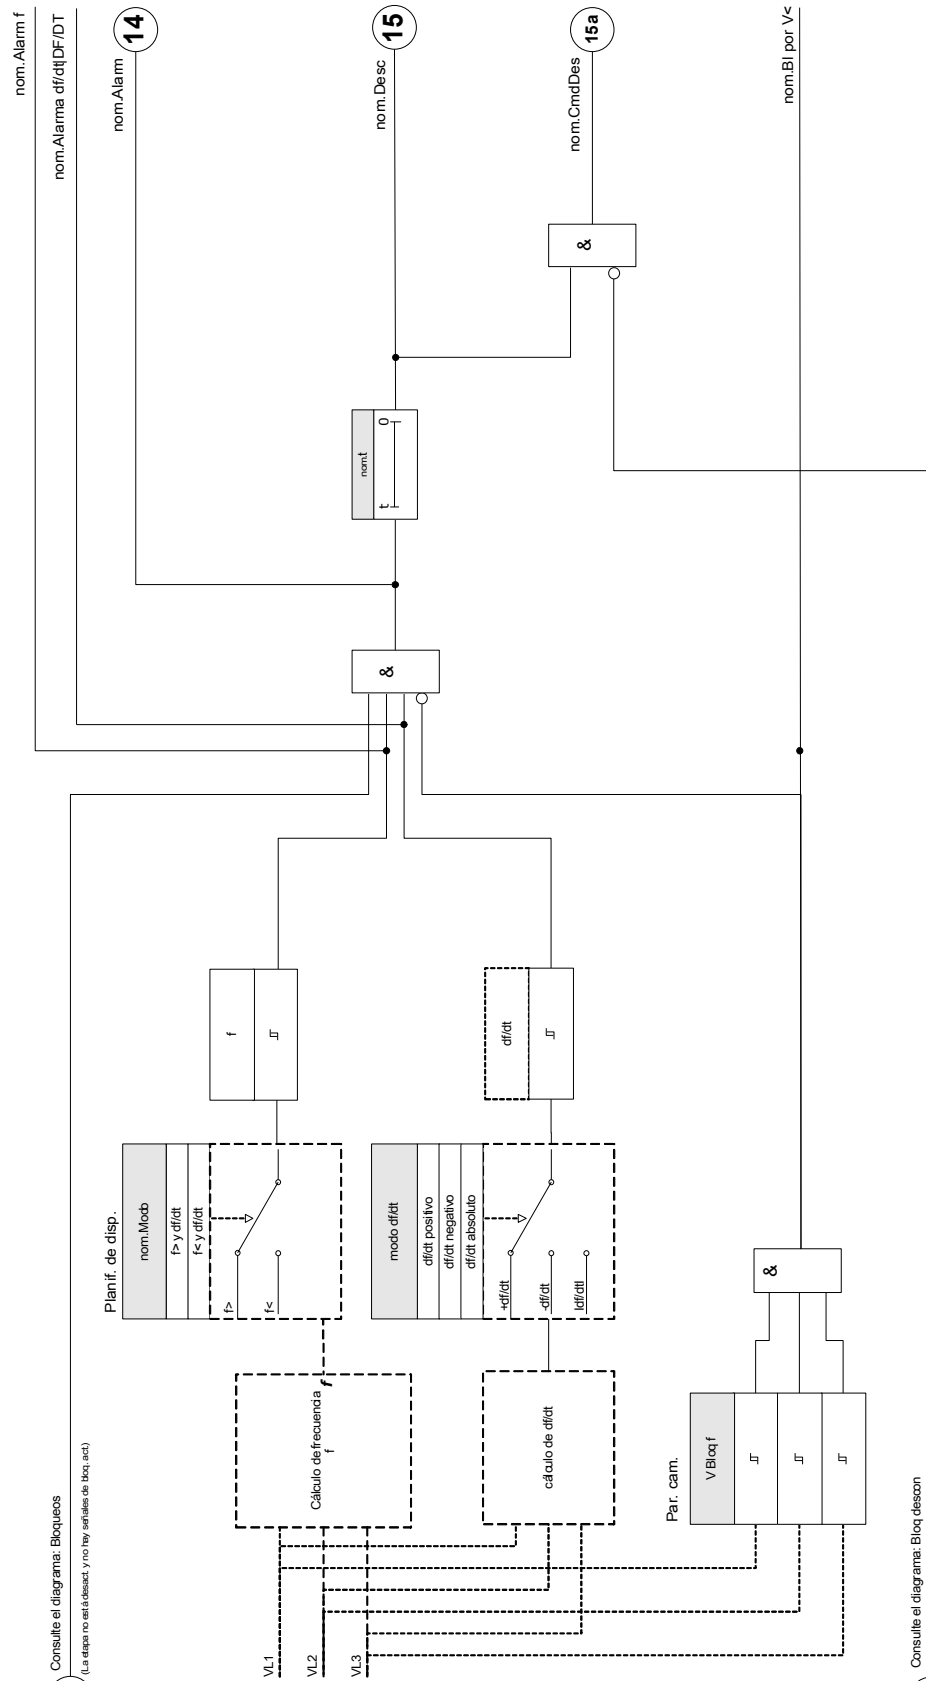 Consulte el diagrama: Bloqueos
(La etapa no está desact. y no hay señales de bloq. act.)
VL1
VL2
VL3
Cálculo de frecuencia
f
f
Planif. de disp.
nom.Modo
f> y df/dt
f< y df/dt
f>
f<
f
cálculo de df/dt
modo df/dt
df/dt positivo
df/dt negativo
df/dt absoluto
+df/dt
-df/dt
Idf/dtI
df/dt
Par. cam.
V Bloq f
&
&
nom.t
t
0
&
nom.Alarm f
nom.Alarma df/dt|DF/DT
nom.Alarm
14
nom.Desc
15
nom.CmdDes
15a
nom.Bl por V<
Consulte el diagrama: Bloq descon